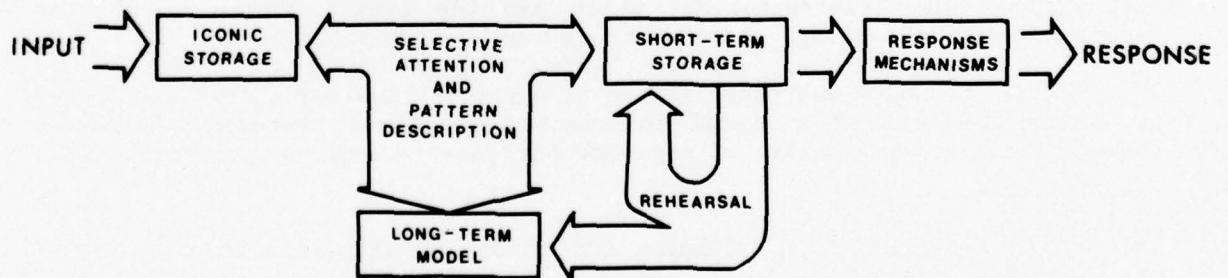 INPUT
ICONIC
STORAGE
SELECTIVE
ATTENTION
AND
PATTERN
DESCRIPTION
SHORT-TERM
STORAGE
RESPONSE
MECHANISMS
RESPONSE
REHEARSAL
LONG-TERM
MODEL